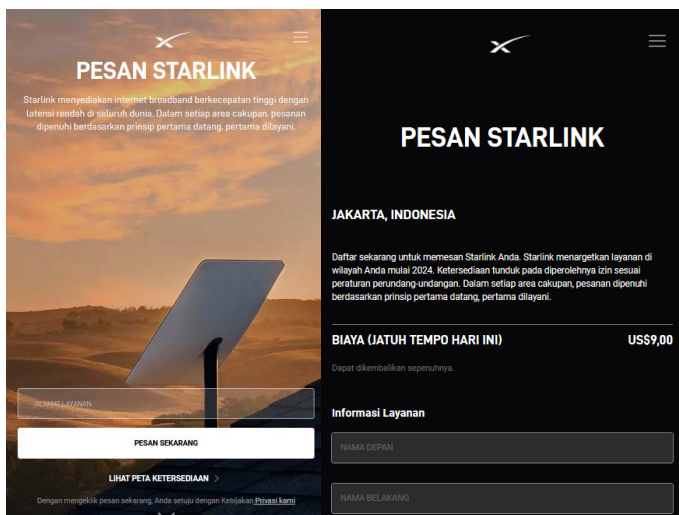 PESAN STARLINK
Starlink menyediakan internet broadband berkecepatan tinggi dengan
latensi rendah di seluruh dunia. Dalam setiap area cakupan, pesanan
dipenuhi berdasarkan prinsip pertama datang, pertama dilayani.
ALAMAT LAYANAN
PESAN SEKARANG
LIHAT PETA KETERSEDIAAN >
Dengan mengeklik pesan sekarang, Anda setuju dengan Kebijakan Privasi kami
PESAN STARLINK
JAKARTA, INDONESIA
Daftar sekarang untuk memesan Starlink Anda. Starlink menargetkan layanan di
wilayah Anda mulai 2024. Ketersediaan tunduk pada diperolehnya izin sesuai
peraturan perundang-undangan. Dalam setiap area cakupan, pesanan dipenuhi
berdasarkan prinsip pertama datang, pertama dilayani.
BIAYA (JATUH TEMPO HARI INI) US$9,00
Dapat dikembalikan sepenuhnya.
Informasi Layanan
NAMA DEPAN
NAMA BELAKANG